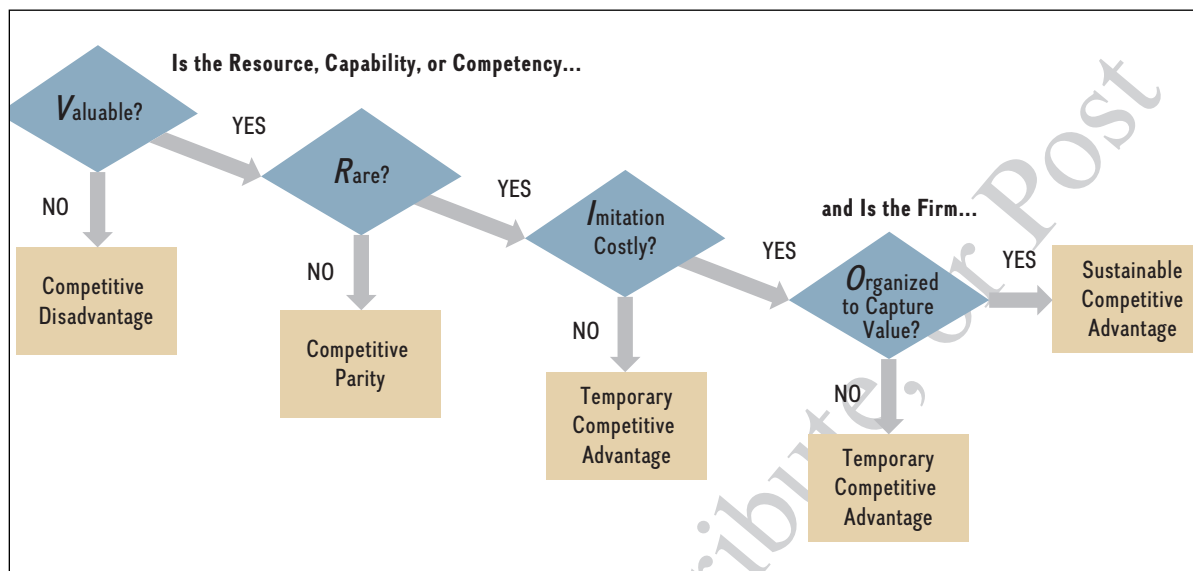 Is the Resource, Capability, or Competency...
Valuable?
YES
NO
Competitive
Disadvantage
Rare?
YES
NO
Competitive
Parity
Imitation
Costly?
YES
NO
Temporary
Competitive
Advantage
and Is the Firm...
Organized
to Capture
Value?
YES
NO
Temporary
Competitive
Advantage
Sustainable
Competitive
Advantage
or Post